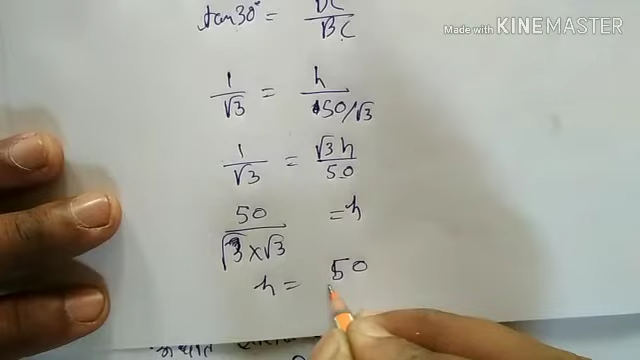 Made with KINEMASTER
tan30° = DC/BC
1/√3 = h/50/√3
1/√3 = √3h/50
50/√3×√3 = h
h = 50